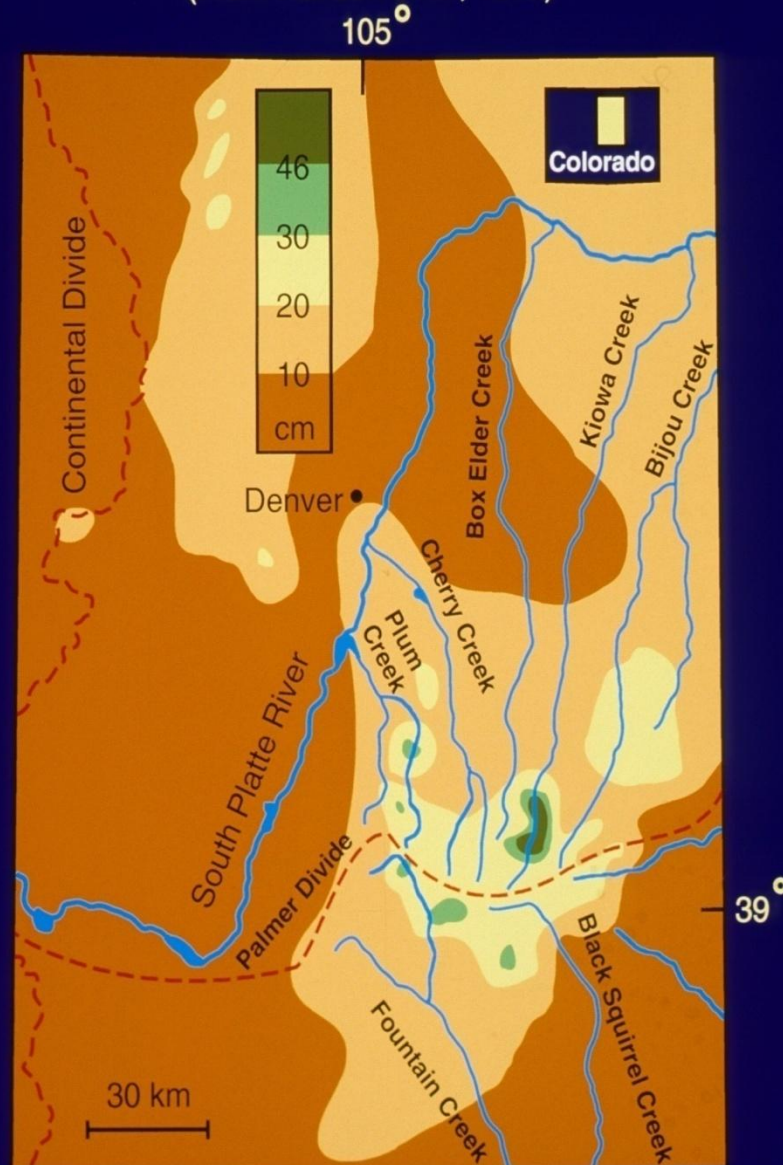 105°
Colorado
46
30
20
10
cm
Continental Divide
Denver
Box Elder Creek
Kiowa Creek
Bijou Creek
Cherry Creek
Plum
Creek
South Platte River
Palmer Divide
39°
Black Squirrel Creek
Fountain Creek
30 km